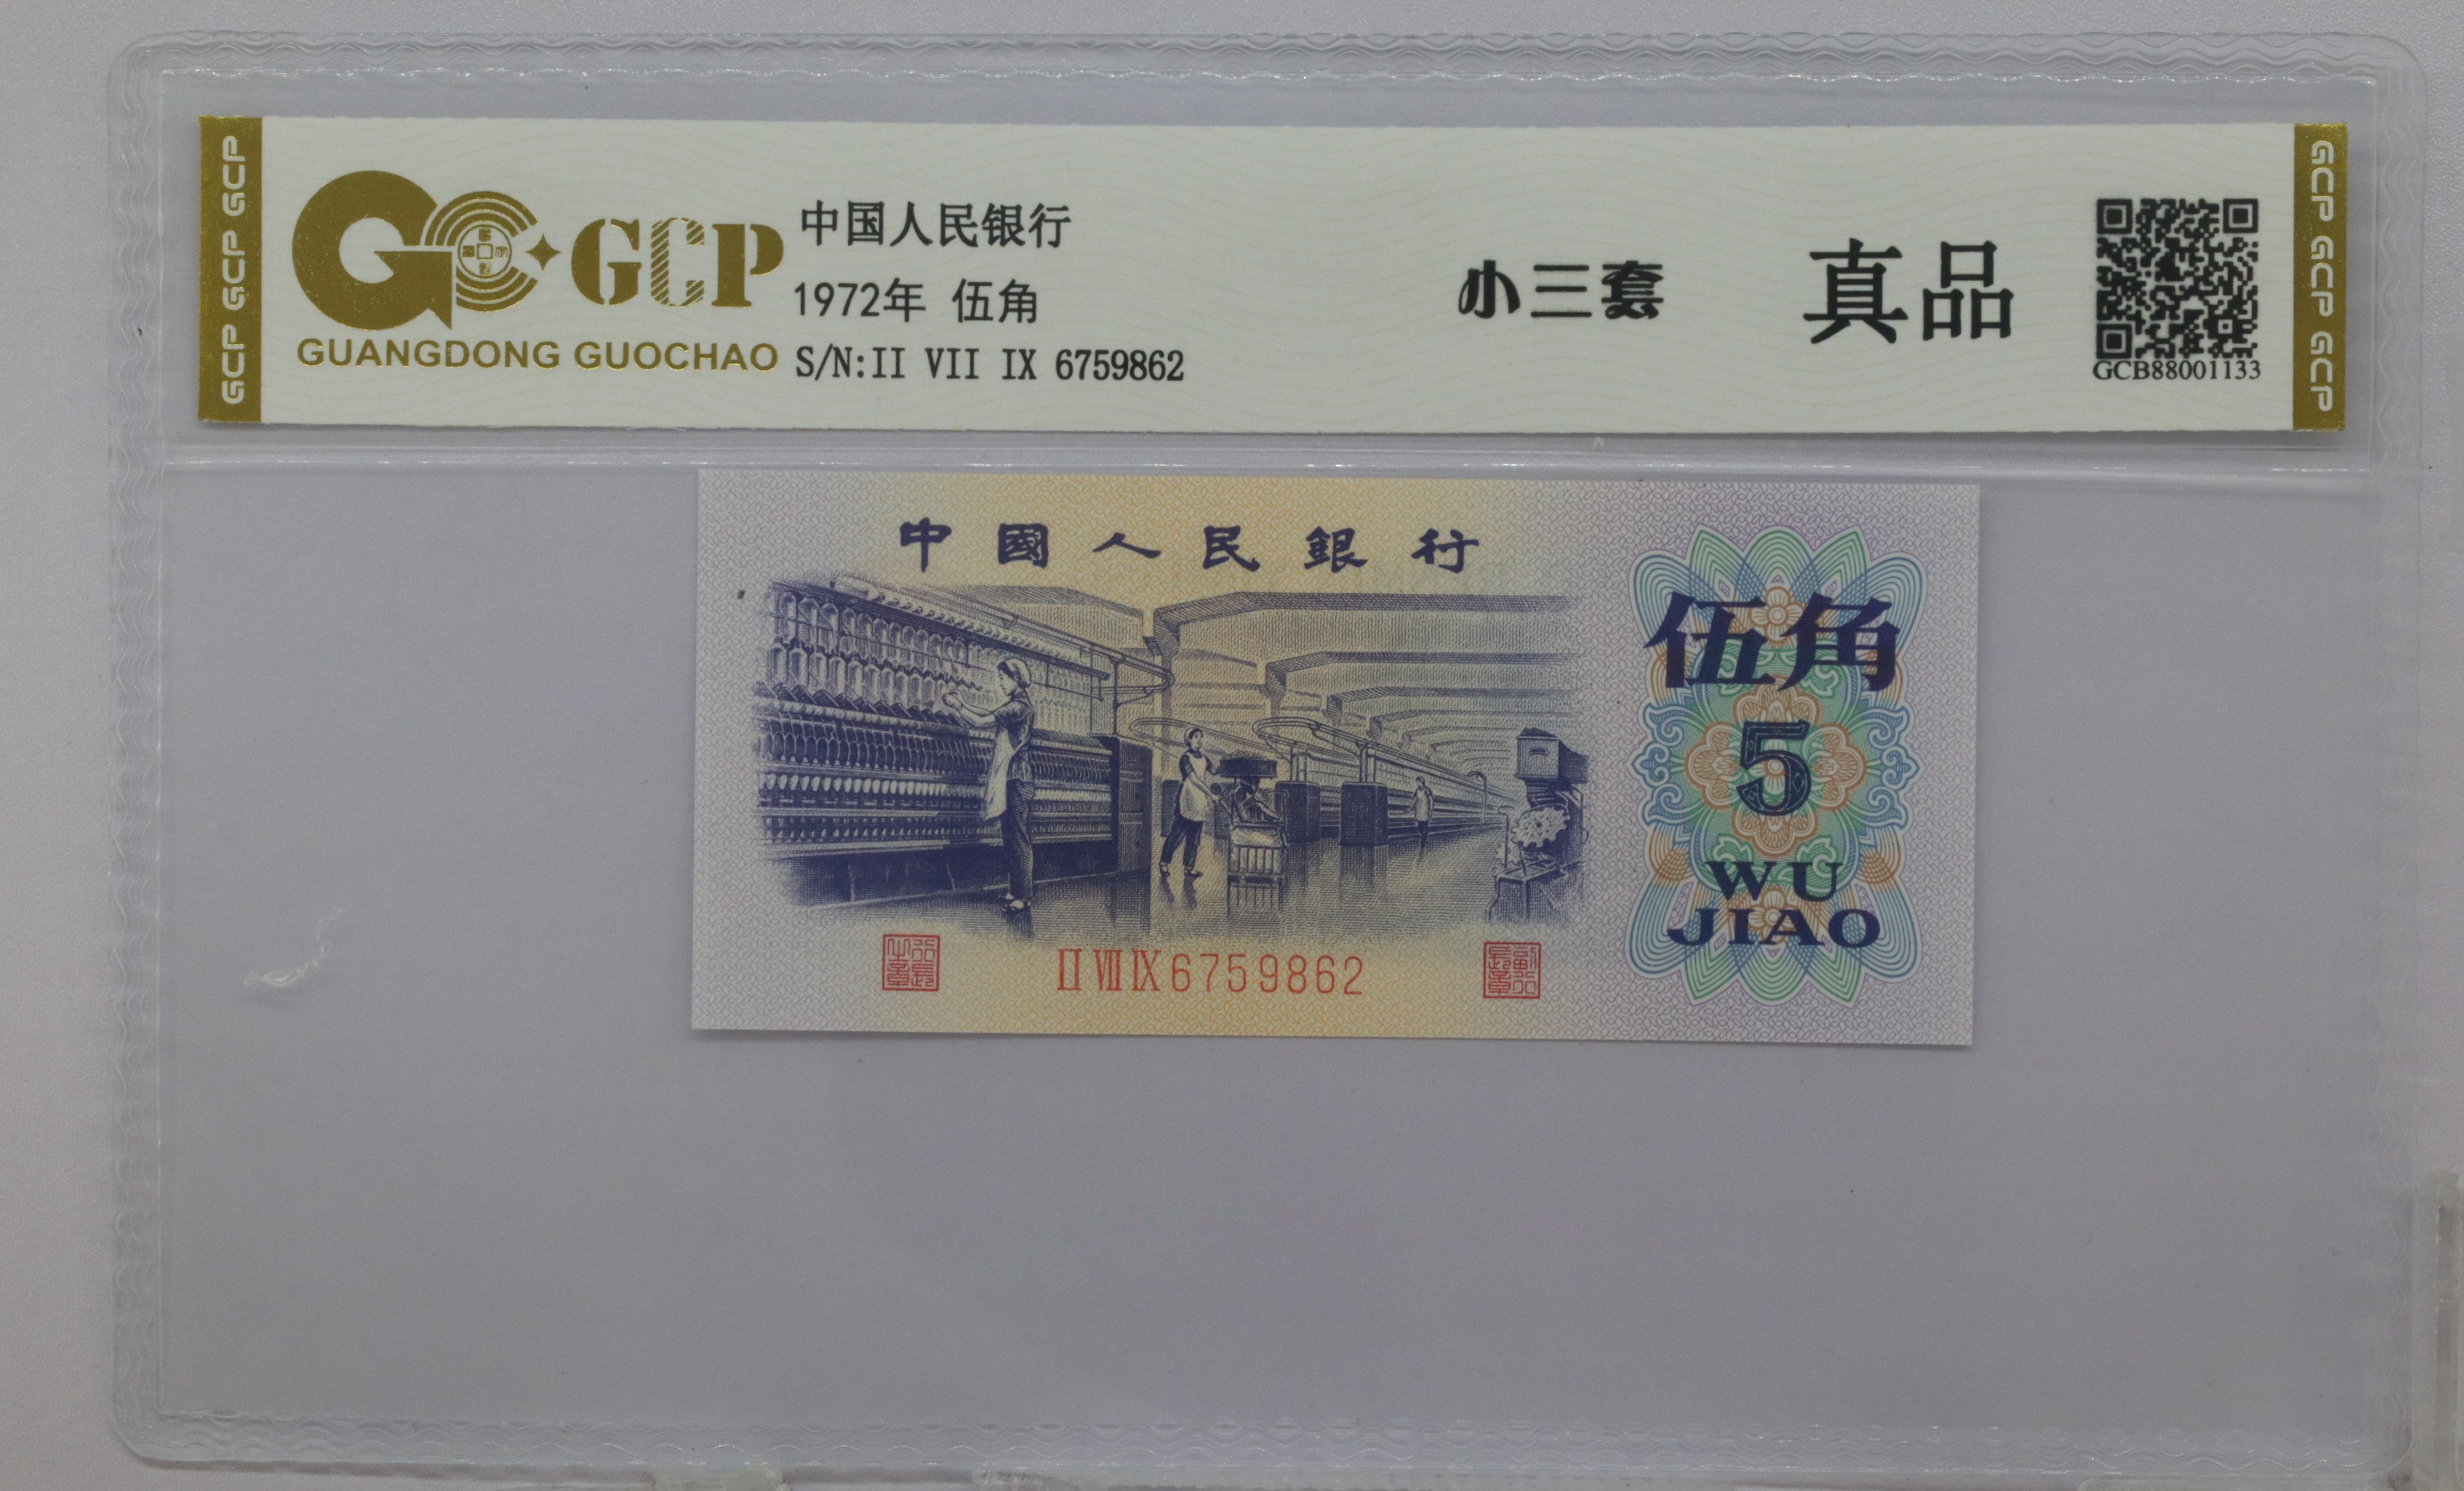 GCP GCP GCP
GCP
GUANGDONG GUOCHAO
中国人民银行
1972年 伍角
S/N:II VII IX 6759862
小三套
真品
GCB88001133
GCP GCP GCP
中國人民銀行
伍角
5
WU
JIAO
II VII IX 6759862